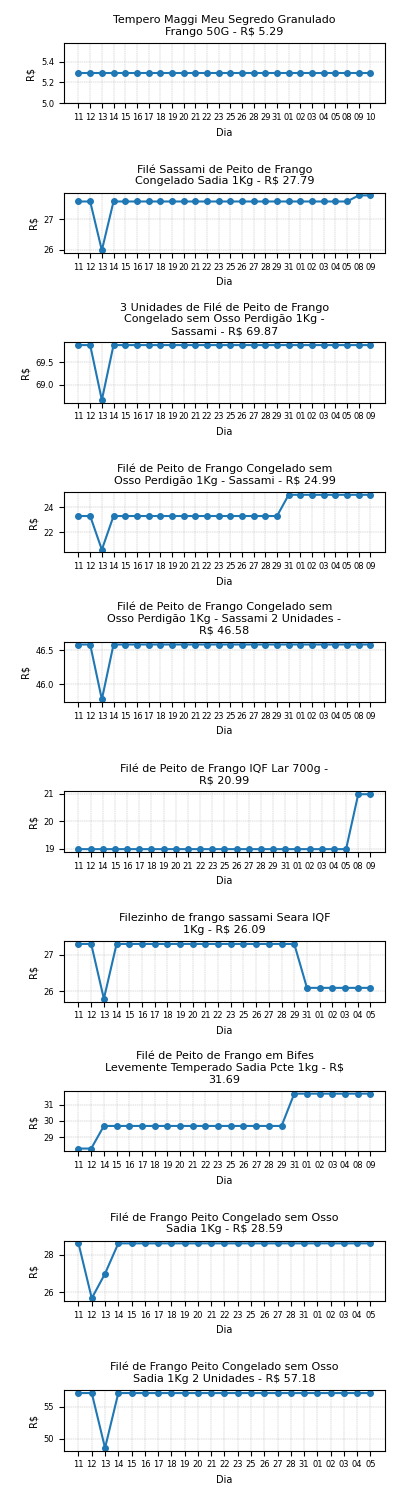 Tempero Maggi Meu Segredo Granulado
Frango 50G - R$ 5.29
5.4
5.2
5.0
R$
11 12 13 14 15 16 17 18 19 20 21 22 23 24 25 26 28 29 31 01 02 03 04 05 09 10
Dia
Filé Sassami de Peito de Frango
Congelado Sadia 1Kg - R$ 27.79
27
26
R$
11 12 13 14 15 16 17 18 19 20 21 22 23 24 25 26 27 28 29 31 01 02 03 04 05 08 09
Dia
3 Unidades de Filé de Peito de Frango
Congelado sem Osso Perdigão 1Kg -
Sassami - R$ 69.87
69.5
69.0
R$
11 12 13 14 15 16 17 18 19 20 21 22 23 25 26 27 28 29 31 01 02 03 04 05 08 09
Dia
Filé de Peito de Frango Congelado sem
Osso Perdigão 1Kg - Sassami - R$ 24.99
24
22
R$
11 12 13 14 15 16 17 18 19 20 21 22 23 25 26 27 28 29 31 01 02 03 04 05 08 09
Dia
Filé de Peito de Frango Congelado sem
Osso Perdigão 1Kg - Sassami 2 Unidades -
R$ 46.58
46.5
46.0
R$
11 12 13 14 15 16 17 18 19 20 21 22 23 25 26 27 28 29 31 01 02 03 04 05 08 09
Dia
Filé de Peito de Frango IQF Lar 700g -
R$ 20.99
21
20
19
R$
11 12 13 14 15 16 17 18 19 20 21 22 23 24 25 26 27 28 29 31 01 02 03 04 05 08 09
Dia
Filezinho de frango sassami Seara IQF
1Kg - R$ 26.09
27
26
R$
11 12 13 14 15 16 17 18 19 20 21 22 23 25 26 27 28 29 31 01 02 03 04 05
Dia
Filé de Peito de Frango em Bifes
Levemente Temperado Sadia Pcte 1kg - R$
31.69
31
30
29
R$
11 12 13 14 15 16 17 18 19 20 21 22 23 25 26 27 28 29 31 01 02 03 04 08 09
Dia
Filé de Frango Peito Congelado sem Osso
Sadia 1Kg - R$ 28.59
28
26
R$
11 12 13 14 15 16 17 18 19 20 21 22 23 25 26 27 28 31 01 02 03 04 05
Dia
Filé de Frango Peito Congelado sem Osso
Sadia 1Kg 2 Unidades - R$ 57.18
55
50
R$
11 12 13 14 15 16 17 18 19 20 21 22 23 25 26 27 28 31 01 02 03 04 05
Dia